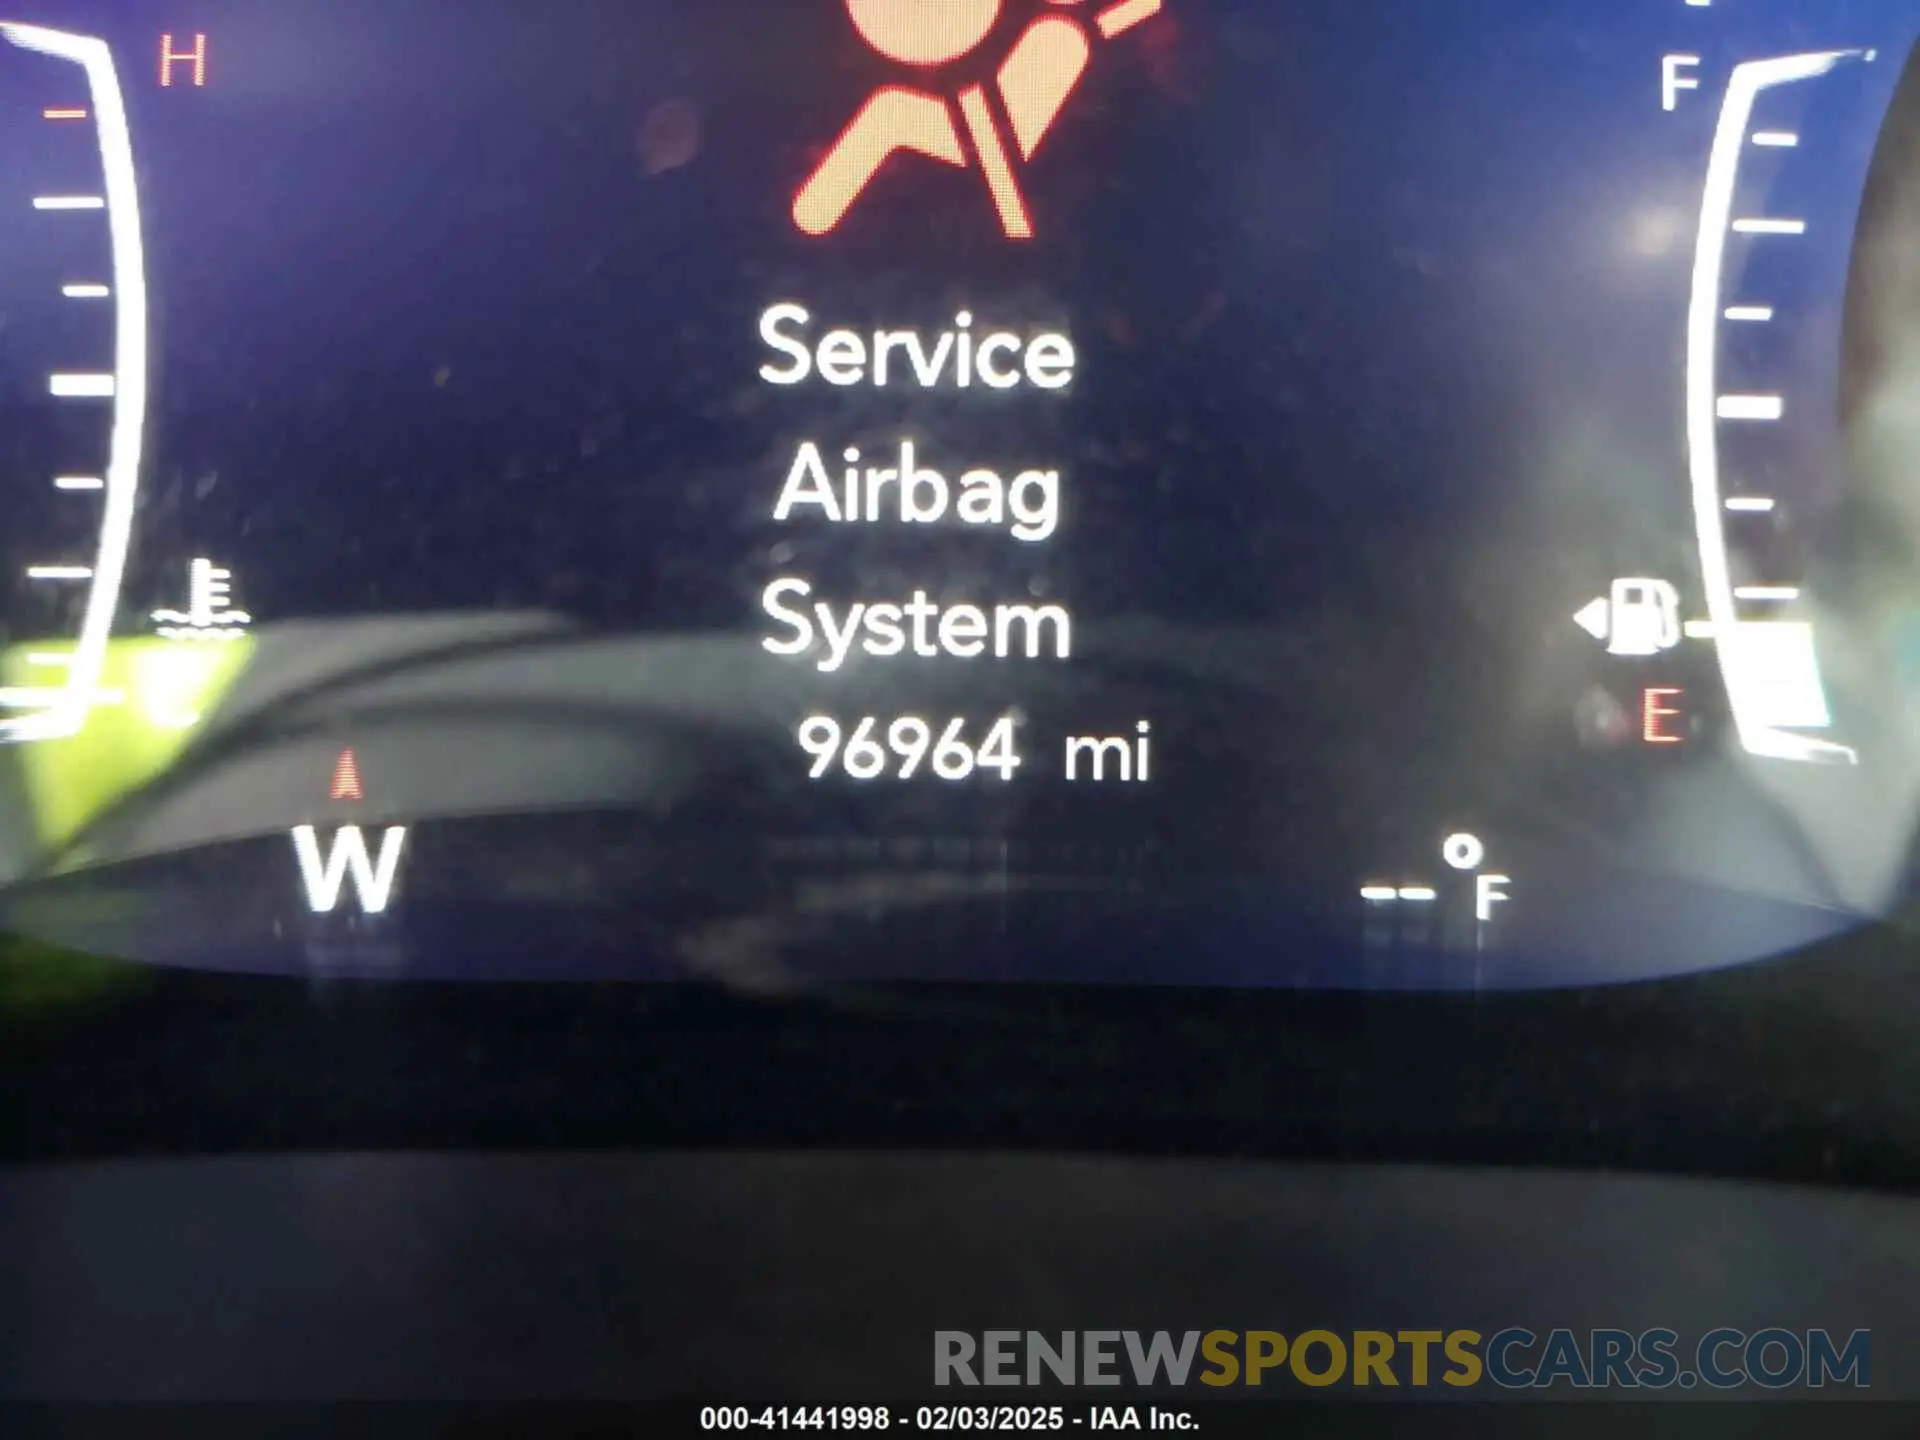 H
F
Service
Airbag
System
E
96964 mi
W
-- °F
RENEWSPORTSCARS.COM
000-41441998 - 02/03/2025 - IAA Inc.